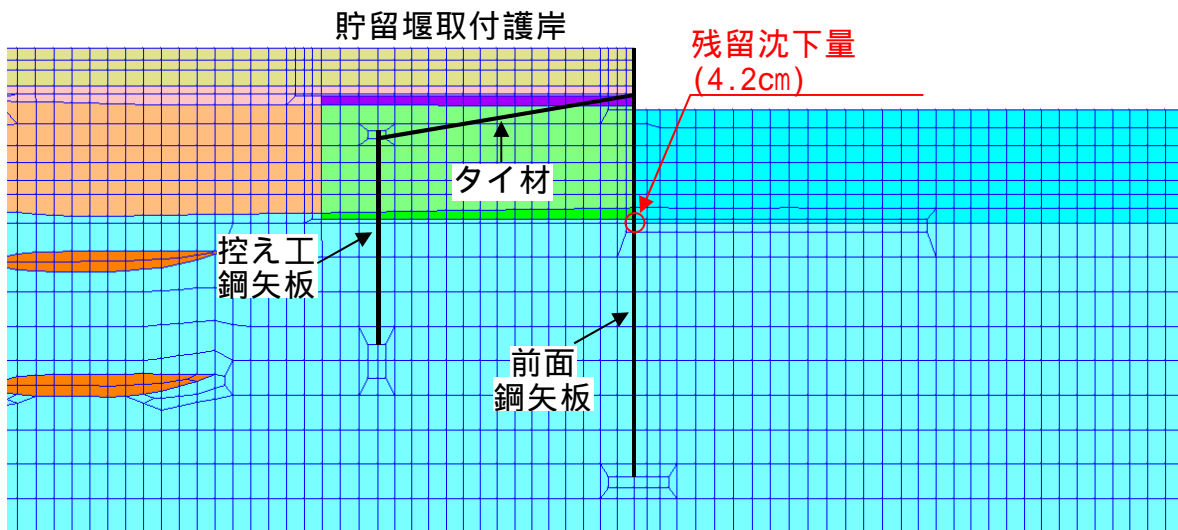 貯留堰取付護岸
残留沈下量
(4.2cm)
タイ材
控え工
鋼矢板
前面
鋼矢板